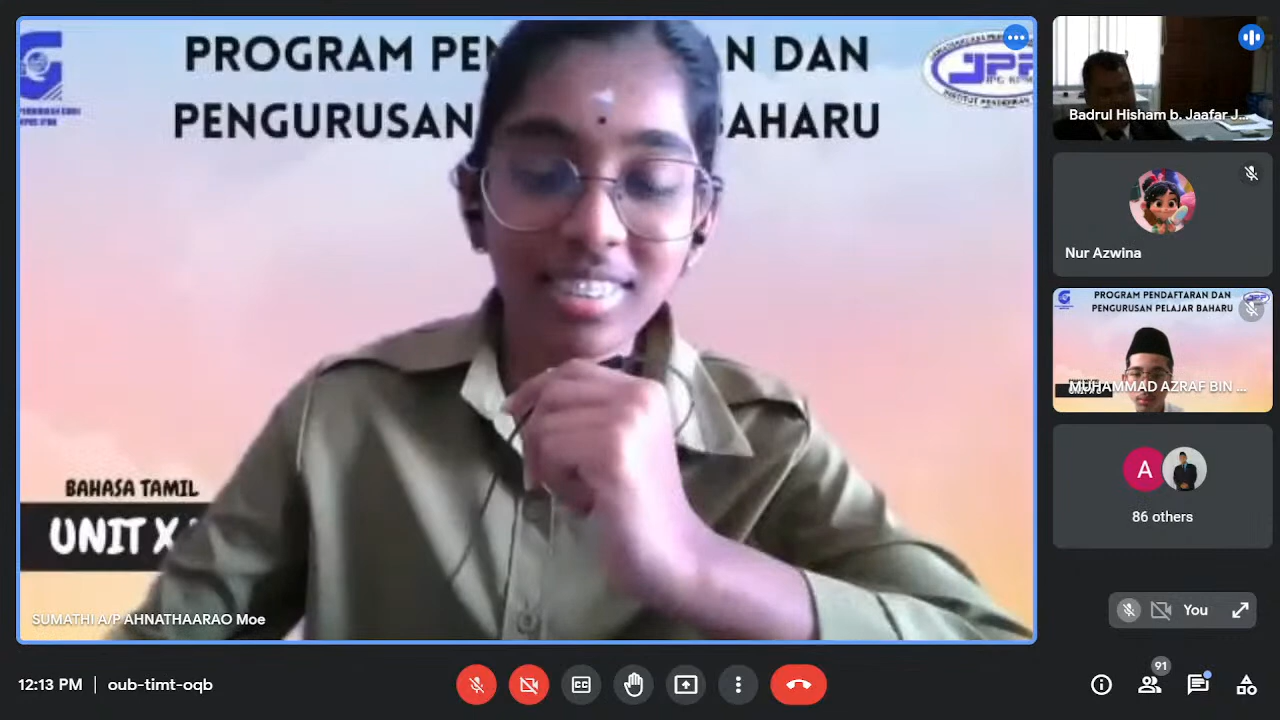 PROGRAM PEN N DAN
PENGURUSAN BAHARU
BAHASA TAMIL
UNIT X
SUMATHI A/P AHNATHAARAO Moe
Badrul Hisham b. Jaafar J...
Nur Azwina
PROGRAM PENDAFTARAN DAN
PENGURUSAN PELAJAR BAHARU
MUHAMMAD AZRAF BIN ...
A
86 others
You
12:13 PM | oub-timt-oqb
CC
91